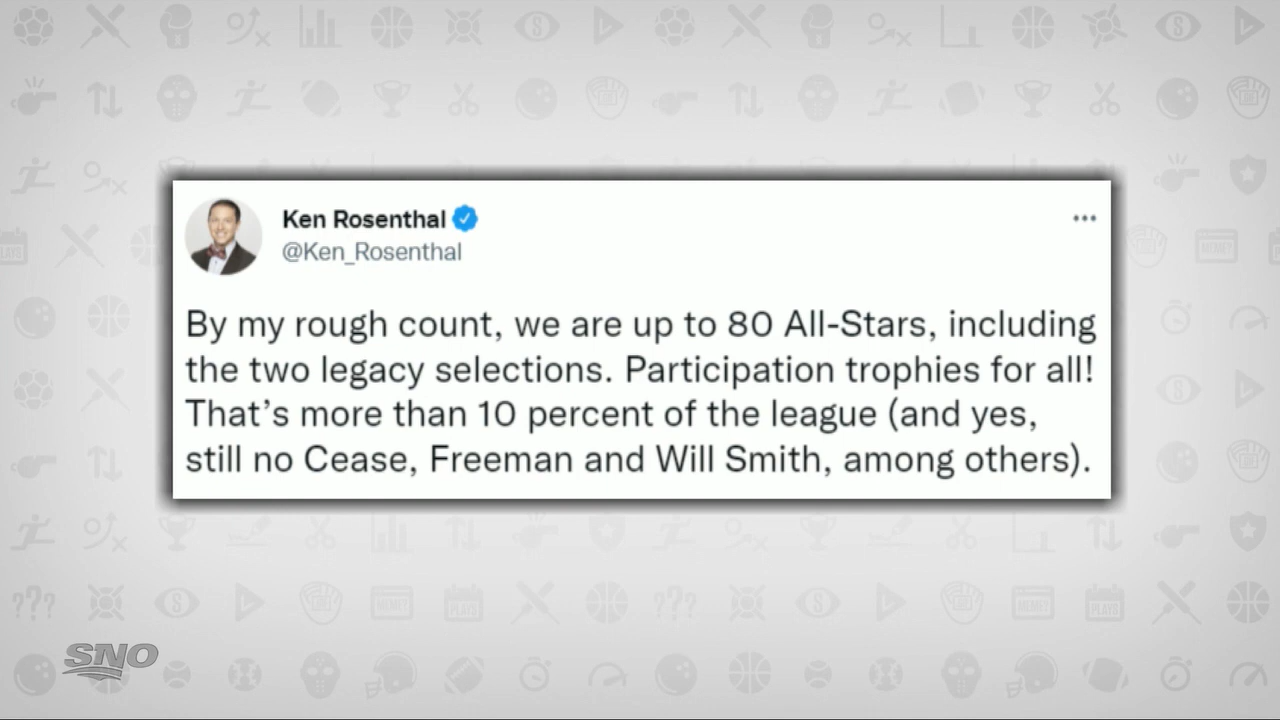 Ken Rosenthal
@Ken_Rosenthal
By my rough count, we are up to 80 All-Stars, including
the two legacy selections. Participation trophies for all!
That’s more than 10 percent of the league (and yes,
still no Cease, Freeman and Will Smith, among others).
???
???
PLAYS
PLAYS
SNO